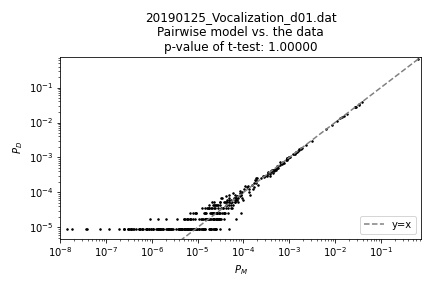 20190125_Vocalization_d01.dat
Pairwise model vs. the data
p-value of t-test: 1.00000
P_D
10⁻¹
10⁻²
10⁻³
10⁻⁴
10⁻⁵
y=x
10⁻⁸ 10⁻⁷ 10⁻⁶ 10⁻⁵ 10⁻⁴ 10⁻³ 10⁻² 10⁻¹
P_M